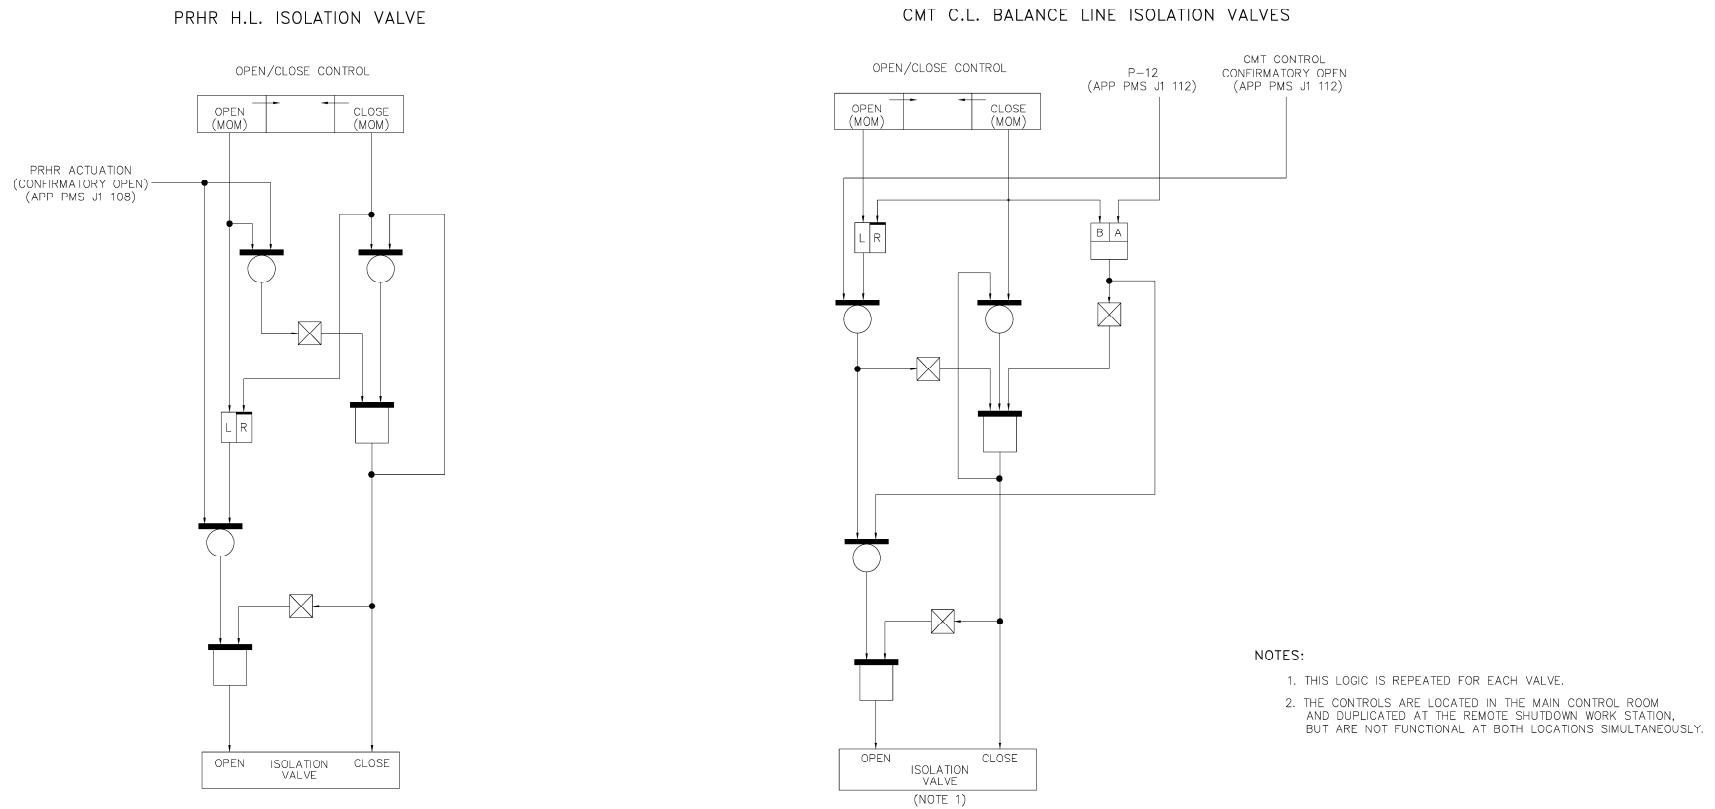 PRHR H.L. ISOLATION VALVE
OPEN/CLOSE CONTROL
OPEN
(MOM)
CLOSE
(MOM)
PRHR ACTUATION
(CONFIRMATORY OPEN)
(APP PMS J1 108)
L R
OPEN
ISOLATION
VALVE
CLOSE
CMT C.L. BALANCE LINE ISOLATION VALVES
OPEN/CLOSE CONTROL
OPEN
(MOM)
CLOSE
(MOM)
P-12
(APP PMS J1 112)
CMT CONTROL
CONFIRMATORY OPEN
(APP PMS J1 112)
L R
B A
OPEN
ISOLATION
VALVE
CLOSE
(NOTE 1)
NOTES:
1. THIS LOGIC IS REPEATED FOR EACH VALVE.
2. THE CONTROLS ARE LOCATED IN THE MAIN CONTROL ROOM
AND DUPLICATED AT THE REMOTE SHUTDOWN WORK STATION,
BUT ARE NOT FUNCTIONAL AT BOTH LOCATIONS SIMULTANEOUSLY.